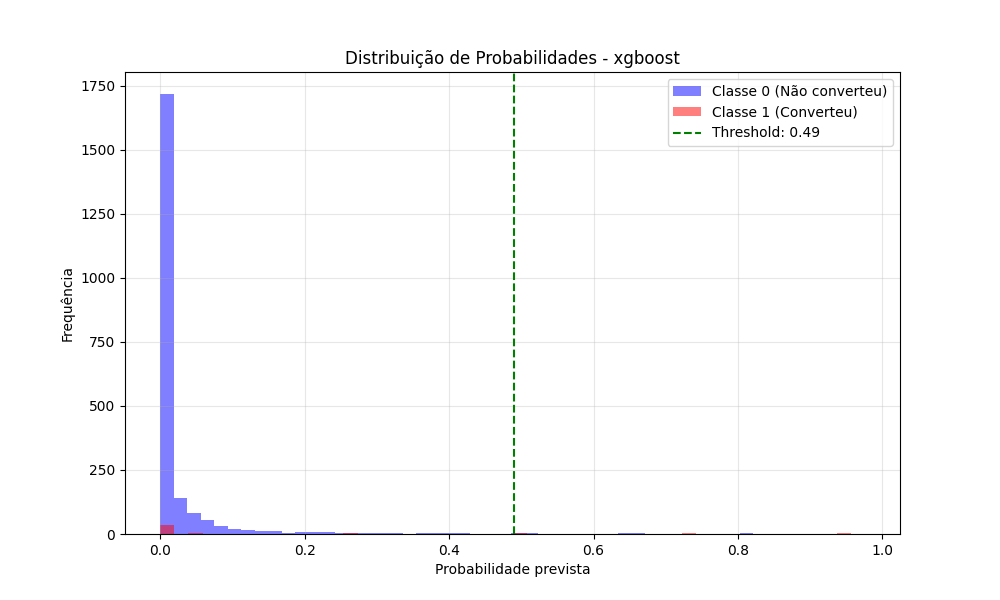 Distribuição de Probabilidades - xgboost
Classe 0 (Não converteu)
Classe 1 (Converteu)
Threshold: 0.49
Frequência
1750
1500
1250
1000
750
500
250
0
0.0 0.2 0.4 0.6 0.8 1.0
Probabilidade prevista